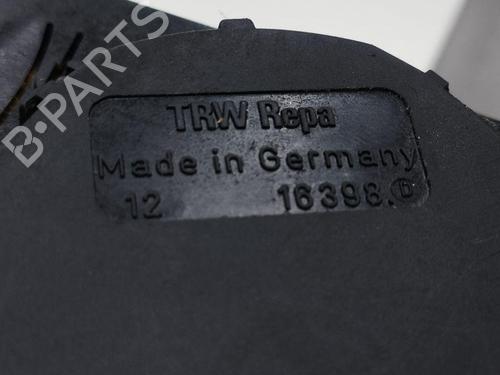 B-PARTS
TRW Repa
Made in Germany
12 16398. D